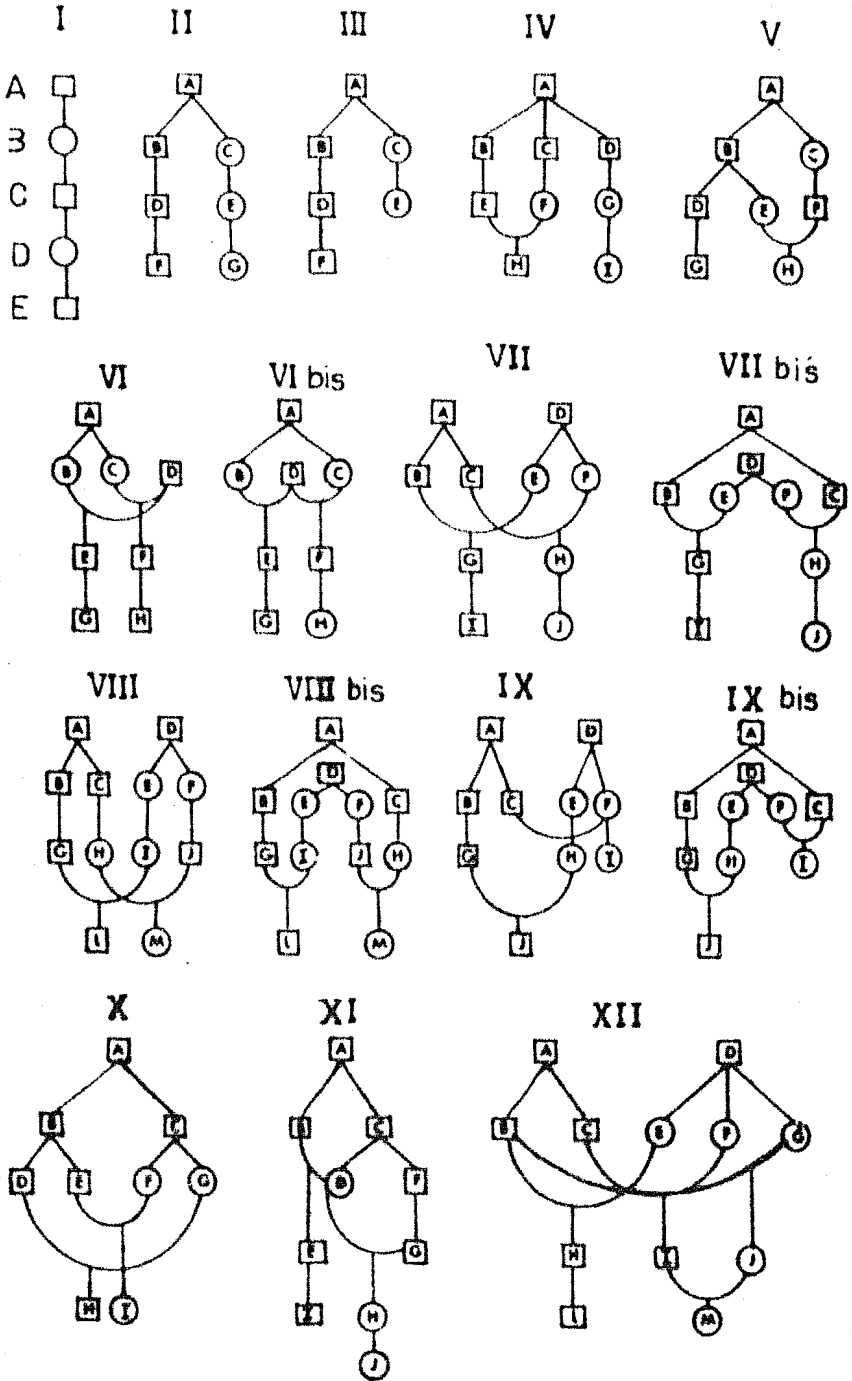 I II III IV V
A A A A A
B B C B C B C D B C
C D E D E E F G D E F
D F G F H I G H
E
VI VI bis VII VII bis
A A A D A
B C D B D C B C E F D
B E F C
E F E F G H G H
G H G H I J I J
VIII VIII bis IX IX bis
A D A A D A
D D
B C E F B E F C B C E F B E F C
G H I J G I J H G H I G H I
L M L M J J
X XI XII
A A A D
B C B C B C E F G
D E F G D F
E G H I J
H I I H L M
J